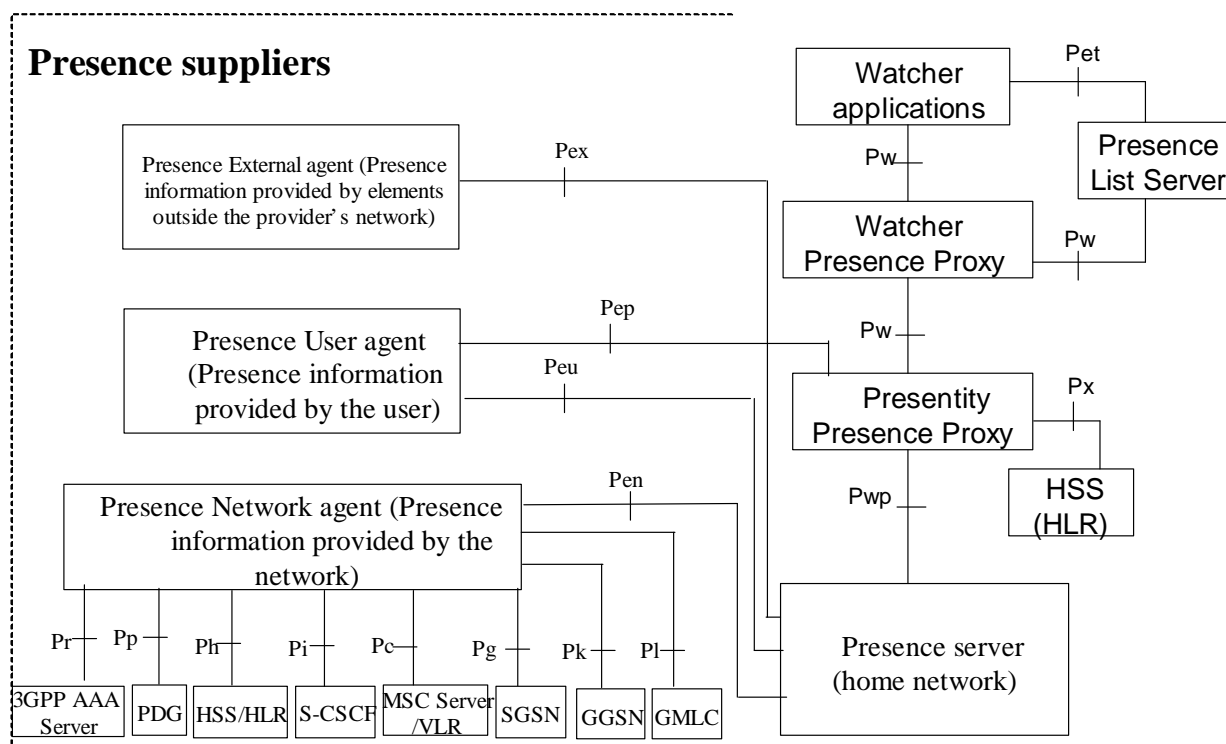 Presence suppliers
Watcher
applications
Pet
Presence
List Server
Pex
Presence External agent (Presence
information provided by elements
outside the provider’s network)
Pw
Watcher
Presence Proxy
Pw
Pep
Pw
Presence User agent
(Presence information
provided by the user)
Peu
Presentity
Presence Proxy
Px
HSS
(HLR)
Pen
Presence Network agent (Presence
information provided by the
network)
Pwp
Pr
Pp
Ph
Pi
Pc
Pg
Pk
Pl
Presence server
(home network)
3GPP AAA
Server
PDG
HSS/HLR
S-CSCF
MSC Server
/VLR
SGSN
GGSN
GMLC